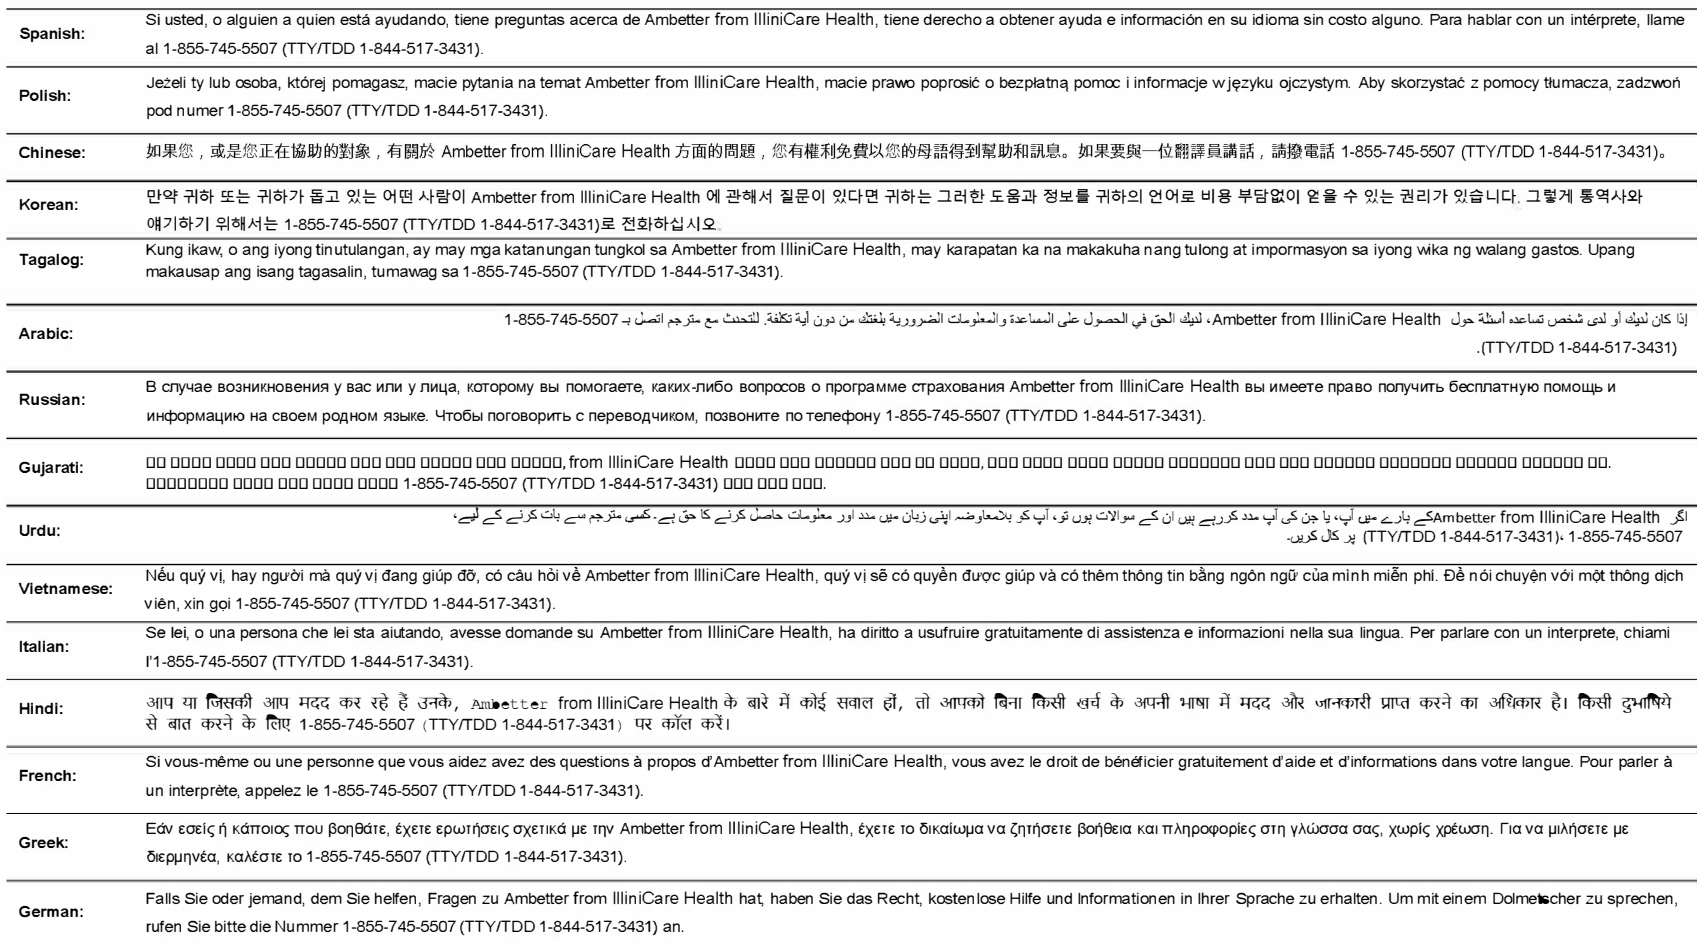 Spanish:
Si usted, o alguien a quien está ayudando, tiene preguntas acerca de Ambetter from IlliniCare Health, tiene derecho a obtener ayuda e información en su idioma sin costo alguno. Para hablar con un intérprete, llame
al 1-855-745-5507 (TTY/TDD 1-844-517-3431).
Polish:
Jeżeli ty lub osoba, której pomagasz, macie pytania na temat Ambetter from IlliniCare Health, macie prawo poprosić o bezpłatną pomoc i informacje w języku ojczystym. Aby skorzystać z pomocy tłumacza, zadzwoń
pod numer 1-855-745-5507 (TTY/TDD 1-844-517-3431).
Chinese:
如果您，或是您正在協助的對象，有關於 Ambetter from IlliniCare Health 方面的問題，您有權利免費以您的母語得到幫助和訊息。如果要與一位翻譯員講話，請撥電話 1-855-745-5507 (TTY/TDD 1-844-517-3431)。
Korean:
만약 귀하 또는 귀하가 돕고 있는 어떤 사람이 Ambetter from IlliniCare Health 에 관해서 질문이 있다면 귀하는 그러한 도움과 정보를 귀하의 언어로 비용 부담없이 얻을 수 있는 권리가 있습니다. 그렇게 통역사와
얘기하기 위해서는 1-855-745-5507 (TTY/TDD 1-844-517-3431)로 전화하십시오.
Tagalog:
Kung ikaw, o ang iyong tinutulangan, ay may mga katanungan tungkol sa Ambetter from IlliniCare Health, may karapatan ka na makakuha nang tulong at impormasyon sa iyong wika ng walang gastos. Upang
makausap ang isang tagasalin, tumawag sa 1-855-745-5507 (TTY/TDD 1-844-517-3431).
Arabic:
إذا كان لديك أو لدى شخص تساعده أسئلة حول Ambetter from IlliniCare Health، لديك الحق في الحصول على المساعدة والمعلومات الضرورية بلغتك من دون أية تكلفة. للتحدث مع مترجم اتصل بـ 1-855-745-5507
(TTY/TDD 1-844-517-3431).
Russian:
В случае возникновения у вас или у лица, которому вы помогаете, каких-либо вопросов о программе страхования Ambetter from IlliniCare Health вы имеете право получить бесплатную помощь и
информацию на своем родном языке. Чтобы поговорить с переводчиком, позвоните по телефону 1-855-745-5507 (TTY/TDD 1-844-517-3431).
Gujarati:
from IlliniCare Health
1-855-745-5507 (TTY/TDD 1-844-517-3431)
Urdu:
اگر Ambetter from IlliniCare Health کے بارے میں آپ، یا جن کی آپ مدد کررہے ہیں ان کے سوالات ہوں تو، آپ کو بلامعاوضہ اپنی زبان میں مدد اور معلومات حاصل کرنے کا حق ہے۔ کسی مترجم سے بات کرنے کے لیے،
1-855-745-5507 ،(TTY/TDD 1-844-517-3431) پر کال کریں۔
Vietnamese:
Nếu quý vị, hay người mà quý vị đang giúp đỡ, có câu hỏi về Ambetter from IlliniCare Health, quý vị sẽ có quyền được giúp và có thêm thông tin bằng ngôn ngữ của mình miễn phí. Để nói chuyện với một thông dịch
viên, xin gọi 1-855-745-5507 (TTY/TDD 1-844-517-3431).
Italian:
Se lei, o una persona che lei sta aiutando, avesse domande su Ambetter from IlliniCare Health, ha diritto a usufruire gratuitamente di assistenza e informazioni nella sua lingua. Per parlare con un interprete, chiami
l'1-855-745-5507 (TTY/TDD 1-844-517-3431).
Hindi:
आप या जिसकी आप मदद कर रहे हैं उनके, Ambetter from IlliniCare Health के बारे में कोई सवाल हों, तो आपको बिना किसी खर्च के अपनी भाषा में मदद और जानकारी प्राप्त करने का अधिकार है। किसी दुभाषिये
से बात करने के लिए 1-855-745-5507 (TTY/TDD 1-844-517-3431) पर कॉल करें।
French:
Si vous-même ou une personne que vous aidez avez des questions à propos d'Ambetter from IlliniCare Health, vous avez le droit de bénéficier gratuitement d'aide et d'informations dans votre langue. Pour parler à
un interprète, appelez le 1-855-745-5507 (TTY/TDD 1-844-517-3431).
Greek:
Εάν εσείς ή κάποιος που βοηθάτε, έχετε ερωτήσεις σχετικά με την Ambetter from IlliniCare Health, έχετε το δικαίωμα να ζητήσετε βοήθεια και πληροφορίες στη γλώσσα σας, χωρίς χρέωση. Για να μιλήσετε με
διερμηνέα, καλέστε το 1-855-745-5507 (TTY/TDD 1-844-517-3431).
German:
Falls Sie oder jemand, dem Sie helfen, Fragen zu Ambetter from IlliniCare Health hat, haben Sie das Recht, kostenlose Hilfe und Informationen in Ihrer Sprache zu erhalten. Um mit einem Dolmetscher zu sprechen,
rufen Sie bitte die Nummer 1-855-745-5507 (TTY/TDD 1-844-517-3431) an.